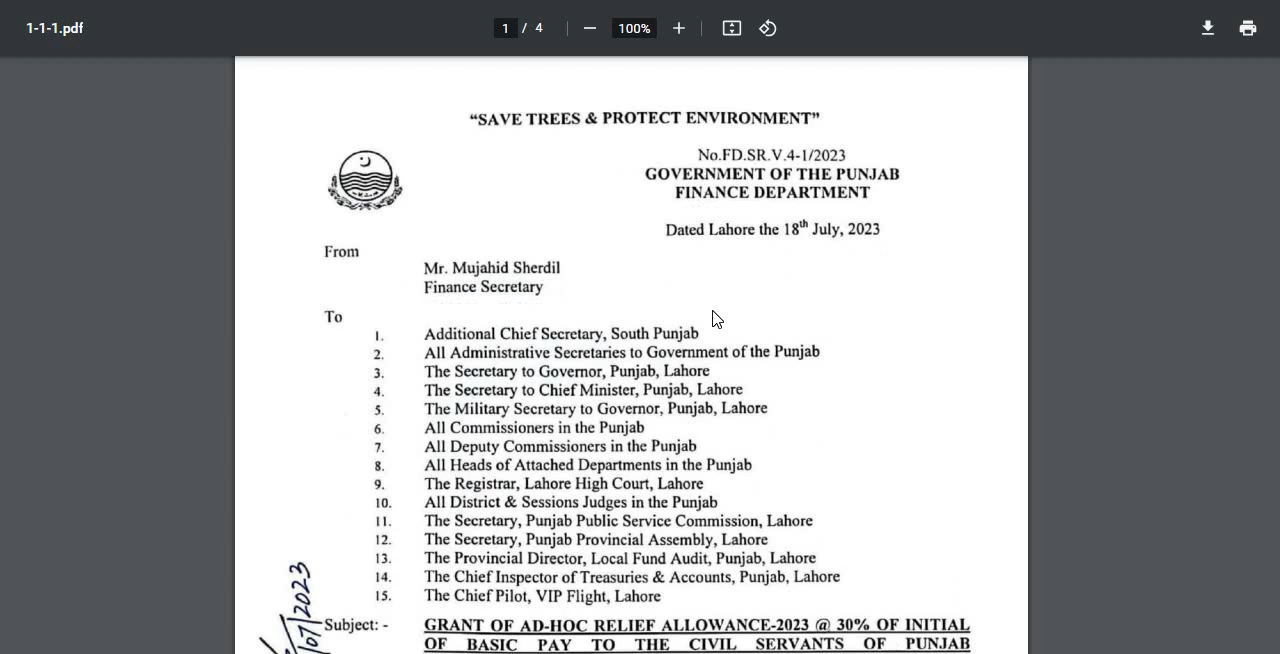 1-1-1.pdf
1 / 4
100%
“SAVE TREES & PROTECT ENVIRONMENT”
No.FD.SR.V.4-1/2023
GOVERNMENT OF THE PUNJAB
FINANCE DEPARTMENT
Dated Lahore the 18th July, 2023
From
Mr. Mujahid Sherdil
Finance Secretary
To
1. Additional Chief Secretary, South Punjab
2. All Administrative Secretaries to Government of the Punjab
3. The Secretary to Governor, Punjab, Lahore
4. The Secretary to Chief Minister, Punjab, Lahore
5. The Military Secretary to Governor, Punjab, Lahore
6. All Commissioners in the Punjab
7. All Deputy Commissioners in the Punjab
8. All Heads of Attached Departments in the Punjab
9. The Registrar, Lahore High Court, Lahore
10. All District & Sessions Judges in the Punjab
11. The Secretary, Punjab Public Service Commission, Lahore
12. The Secretary, Punjab Provincial Assembly, Lahore
13. The Provincial Director, Local Fund Audit, Punjab, Lahore
14. The Chief Inspector of Treasuries & Accounts, Punjab, Lahore
15. The Chief Pilot, VIP Flight, Lahore
/07/2023
Subject: - GRANT OF AD-HOC RELIEF ALLOWANCE-2023 @ 30% OF INITIAL
OF BASIC PAY TO THE CIVIL SERVANTS OF PUNJAB